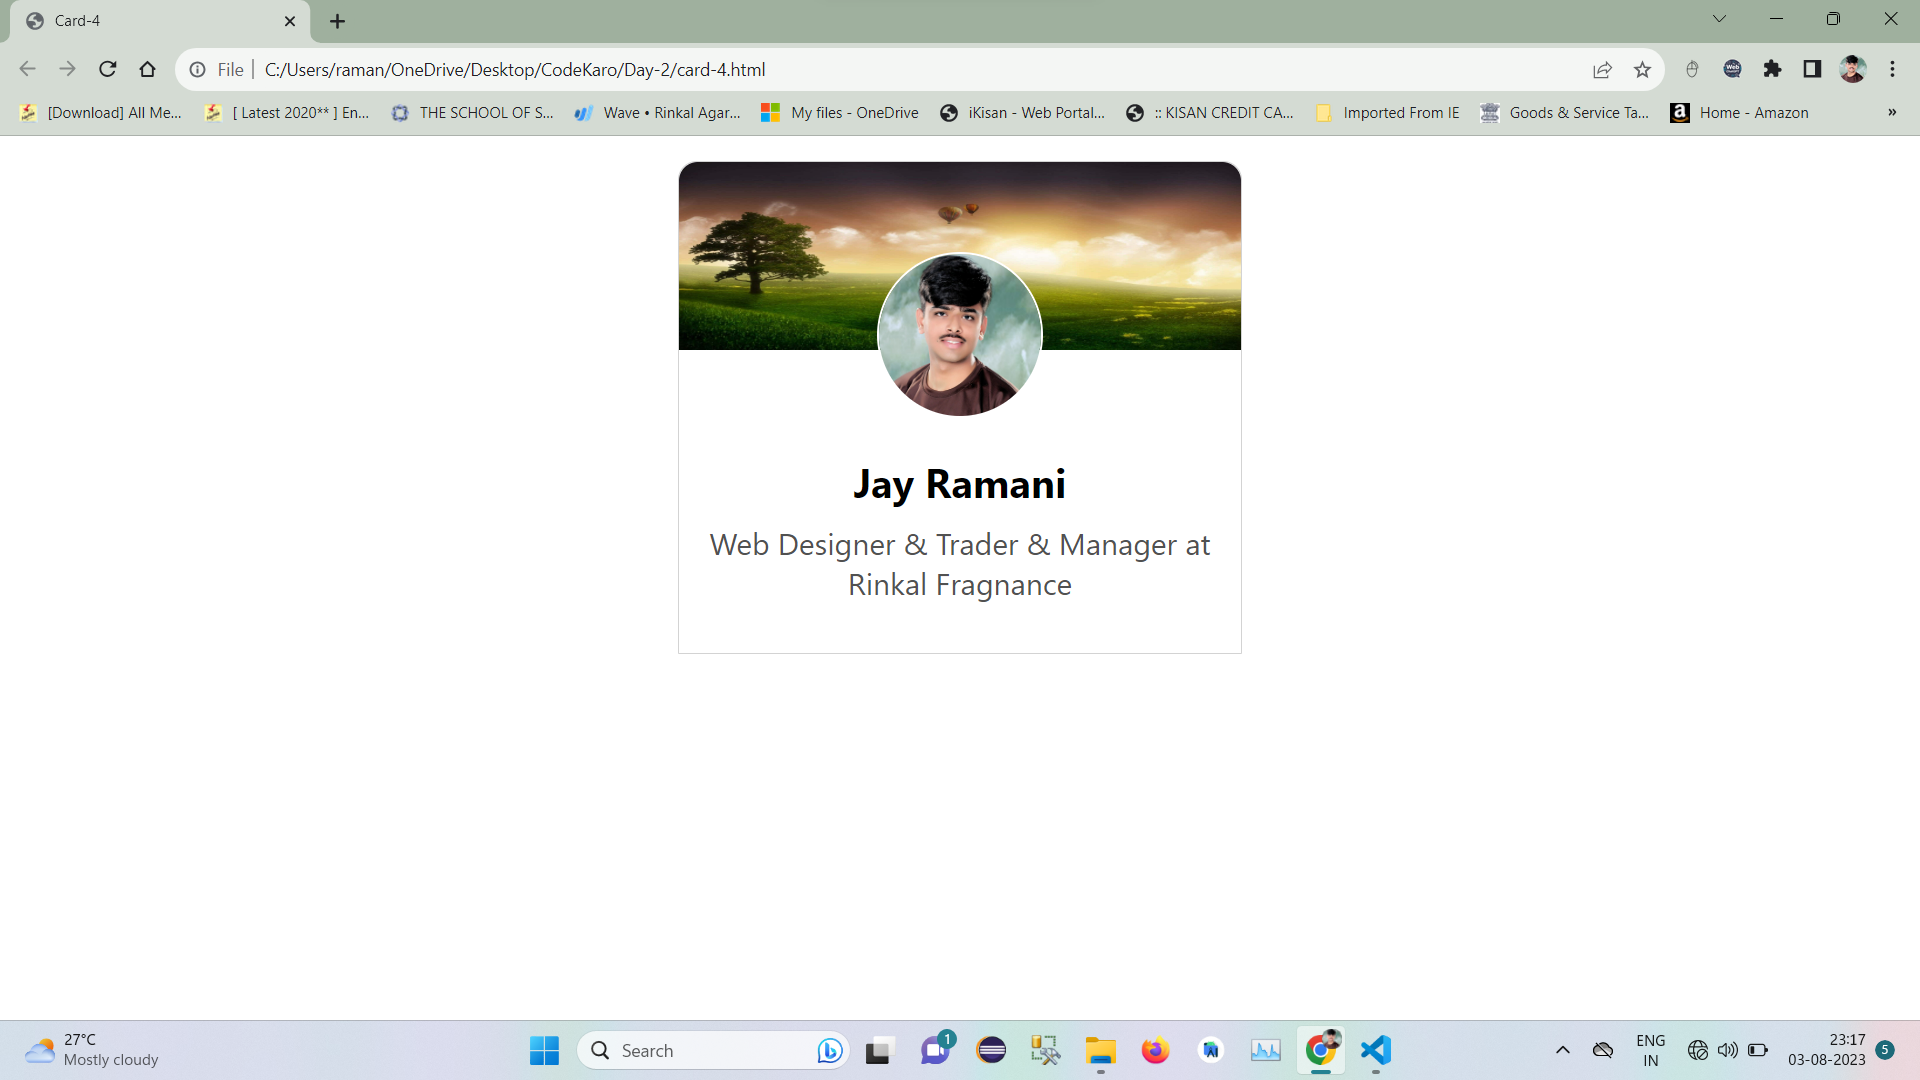 Card-4
File
C:/Users/raman/OneDrive/Desktop/CodeKaro/Day-2/card-4.html
Web
[Download] All Me...
[ Latest 2020** ] En...
THE SCHOOL OF S...
Wave • Rinkal Agar...
My files - OneDrive
iKisan - Web Portal...
:: KISAN CREDIT CA...
Imported From IE
Goods & Service Ta...
a
Home - Amazon
»
Jay Ramani
Web Designer & Trader & Manager at
Rinkal Fragnance
27°C
Mostly cloudy
Search
1
ENG
IN
23:17
03-08-2023
5